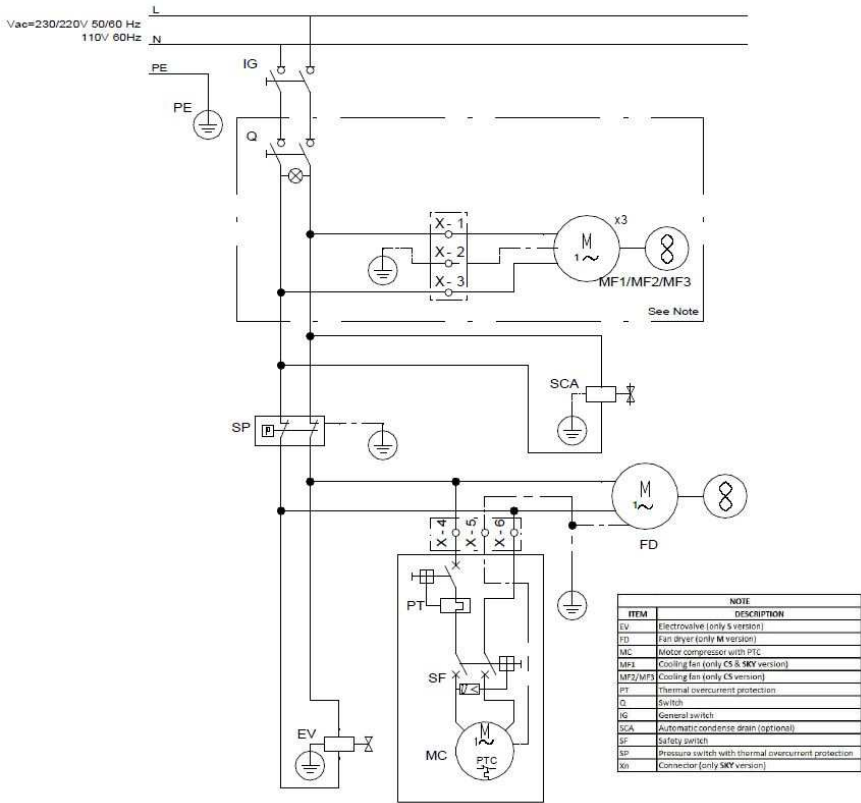 L
Vac=230/220V 50/60 Hz
110V 60Hz
N
PE
IG
PE
Q
X- 1
X- 2
X- 3
x3
M
1~
MF1/MF2/MF3
See Note
SCA
SP
P
M
1~
FD
X-4
X-5
X-6
PT
SF
EV
MC
M
1~
PTC
NOTE
ITEM DESCRIPTION
EV Electrovalve (only S version)
FD Fan dryer (only M version)
MC Motor compressor with PTC
MF1 Cooling fan (only CS & SKY version)
MF2/MF3 Cooling fan (only CS version)
PT Thermal overcurrent protection
Q Switch
IG General switch
SCA Automatic condense drain (optional)
SF Safety switch
SP Pressure switch with thermal overcurrent protection
Xn Connector (only SKY version)